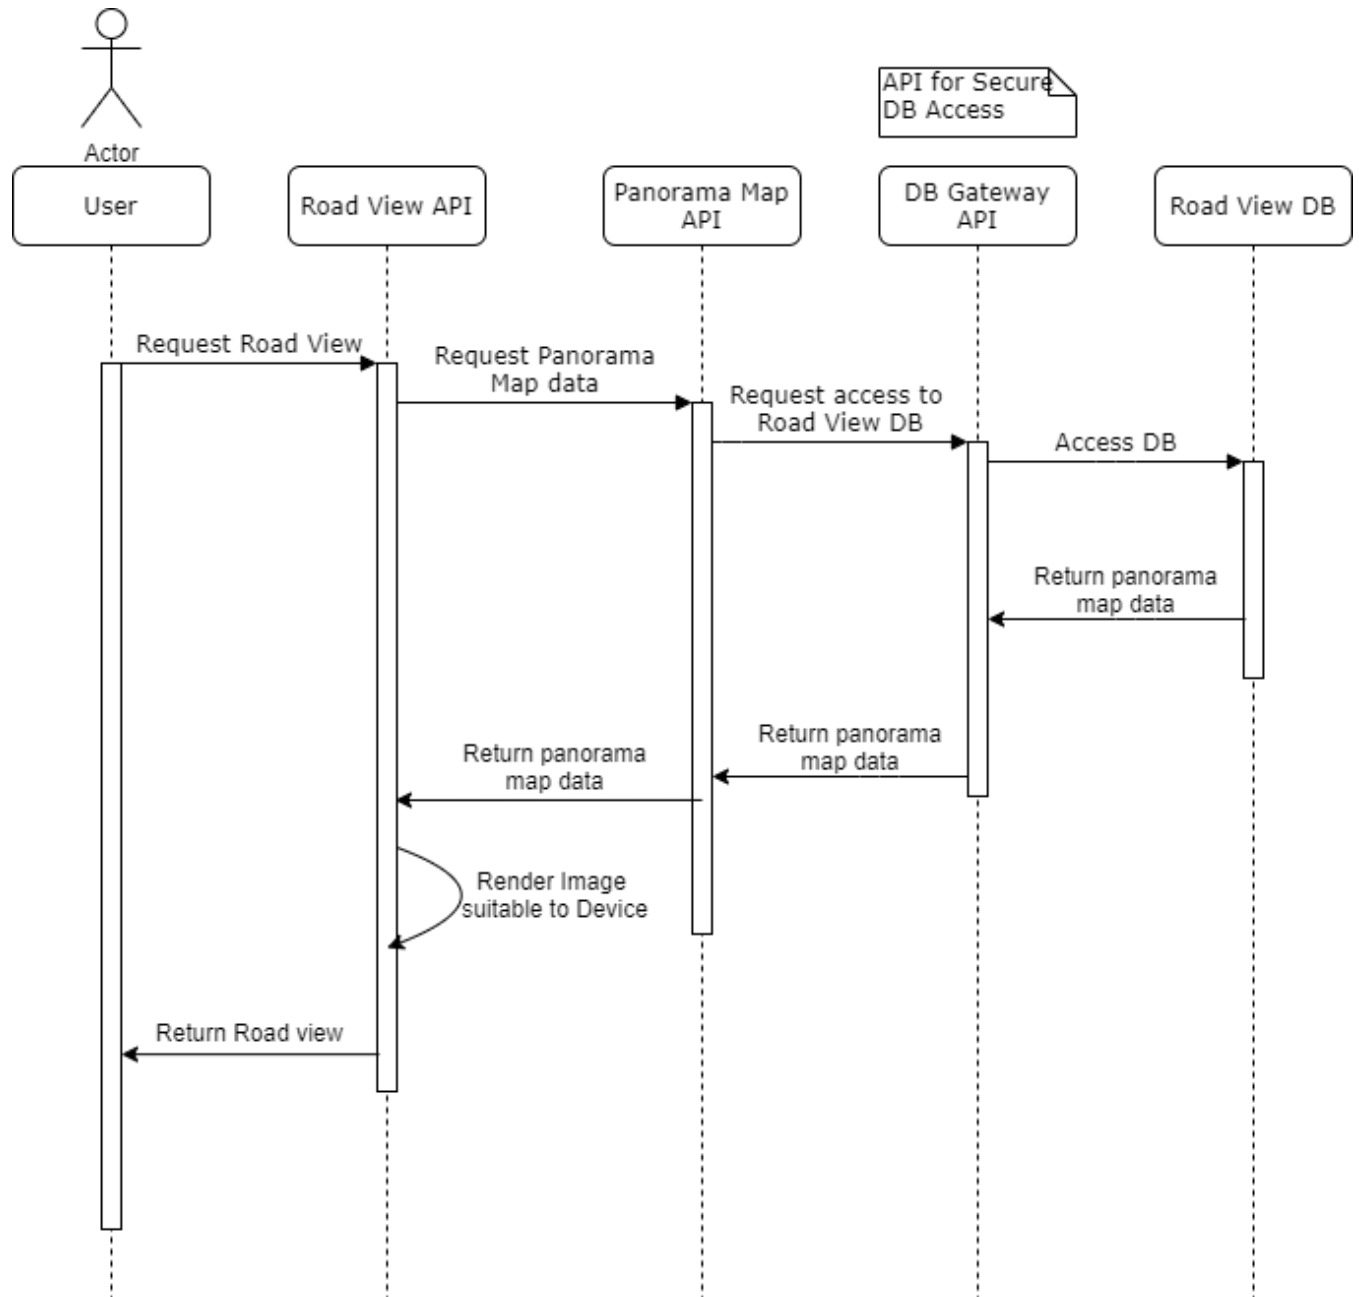 API for Secure
DB Access
Actor
User
Road View API
Panorama Map
API
DB Gateway
API
Road View DB
Request Road View
Request Panorama
Map data
Request access to
Road View DB
Access DB
Return panorama
map data
Return panorama
map data
Return panorama
map data
Render Image
suitable to Device
Return Road view